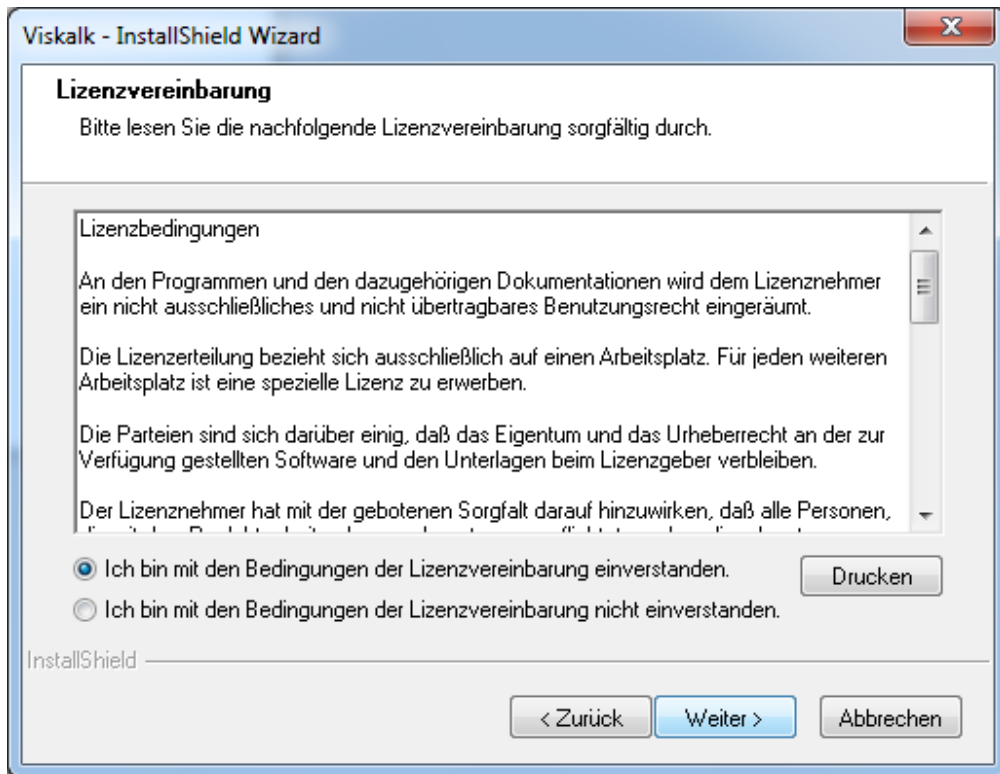 Viskalk - InstallShield Wizard
Lizenzvereinbarung
Bitte lesen Sie die nachfolgende Lizenzvereinbarung sorgfältig durch.
Lizenzbedingungen
An den Programmen und den dazugehörigen Dokumentationen wird dem Lizenznehmer
ein nicht ausschließliches und nicht übertragbares Benutzungsrecht eingeräumt.
Die Lizenzerteilung bezieht sich ausschließlich auf einen Arbeitsplatz. Für jeden weiteren
Arbeitsplatz ist eine spezielle Lizenz zu erwerben.
Die Parteien sind sich darüber einig, daß das Eigentum und das Urheberrecht an der zur
Verfügung gestellten Software und den Unterlagen beim Lizenzgeber verbleiben.
Der Lizenznehmer hat mit der gebotenen Sorgfalt darauf hinzuwirken, daß alle Personen,
Ich bin mit den Bedingungen der Lizenzvereinbarung einverstanden.
Drucken
Ich bin mit den Bedingungen der Lizenzvereinbarung nicht einverstanden.
InstallShield
< Zurück
Weiter >
Abbrechen